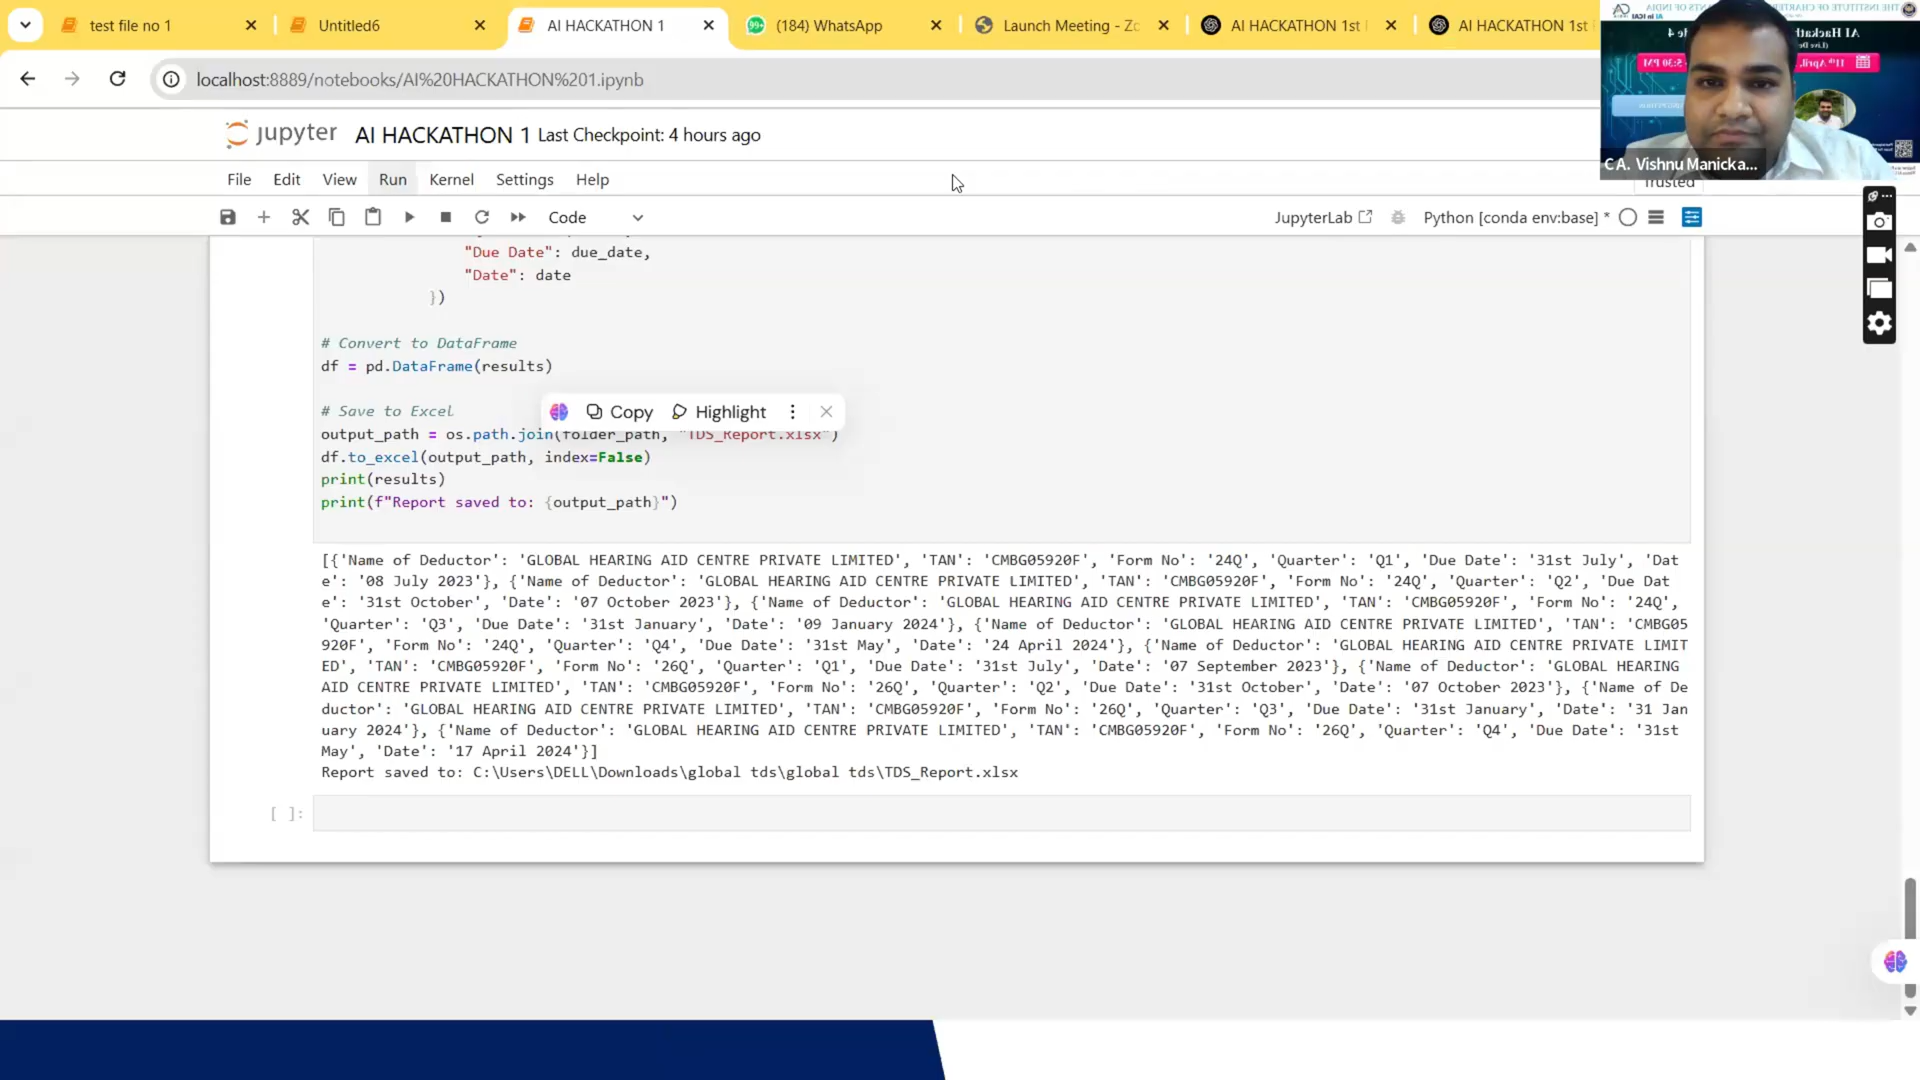 test file no 1
Untitled6
AI HACKATHON 1
99+ (184) WhatsApp
Launch Meeting - Zo
AI HACKATHON 1st
AI HACKATHON 1st
localhost:8889/notebooks/AI%20HACKATHON%201.ipynb
jupyter AI HACKATHON 1 Last Checkpoint: 4 hours ago
File Edit View Run Kernel Settings Help
Trusted
Code
JupyterLab
Python [conda env:base] *
CA. Vishnu Manicka...
"Due Date": due_date,
"Date": date
})
# Convert to DataFrame
df = pd.DataFrame(results)
# Save to Excel
Copy Highlight
output_path = os.path.join(folder_path, "TDS_Report.xlsx")
df.to_excel(output_path, index=False)
print(results)
print(f"Report saved to: {output_path}")
[{'Name of Deductor': 'GLOBAL HEARING AID CENTRE PRIVATE LIMITED', 'TAN': 'CMBG05920F', 'Form No': '24Q', 'Quarter': 'Q1', 'Due Date': '31st July', 'Dat
e': '08 July 2023'}, {'Name of Deductor': 'GLOBAL HEARING AID CENTRE PRIVATE LIMITED', 'TAN': 'CMBG05920F', 'Form No': '24Q', 'Quarter': 'Q2', 'Due Dat
e': '31st October', 'Date': '07 October 2023'}, {'Name of Deductor': 'GLOBAL HEARING AID CENTRE PRIVATE LIMITED', 'TAN': 'CMBG05920F', 'Form No': '24Q',
'Quarter': 'Q3', 'Due Date': '31st January', 'Date': '09 January 2024'}, {'Name of Deductor': 'GLOBAL HEARING AID CENTRE PRIVATE LIMITED', 'TAN': 'CMBG05
920F', 'Form No': '24Q', 'Quarter': 'Q4', 'Due Date': '31st May', 'Date': '24 April 2024'}, {'Name of Deductor': 'GLOBAL HEARING AID CENTRE PRIVATE LIMIT
ED', 'TAN': 'CMBG05920F', 'Form No': '26Q', 'Quarter': 'Q1', 'Due Date': '31st July', 'Date': '07 September 2023'}, {'Name of Deductor': 'GLOBAL HEARING
AID CENTRE PRIVATE LIMITED', 'TAN': 'CMBG05920F', 'Form No': '26Q', 'Quarter': 'Q2', 'Due Date': '31st October', 'Date': '07 October 2023'}, {'Name of De
ductor': 'GLOBAL HEARING AID CENTRE PRIVATE LIMITED', 'TAN': 'CMBG05920F', 'Form No': '26Q', 'Quarter': 'Q3', 'Due Date': '31st January', 'Date': '31 Jan
uary 2024'}, {'Name of Deductor': 'GLOBAL HEARING AID CENTRE PRIVATE LIMITED', 'TAN': 'CMBG05920F', 'Form No': '26Q', 'Quarter': 'Q4', 'Due Date': '31st
May', 'Date': '17 April 2024'}]
Report saved to: C:\Users\DELL\Downloads\global tds\global tds\TDS_Report.xlsx
[ ]: